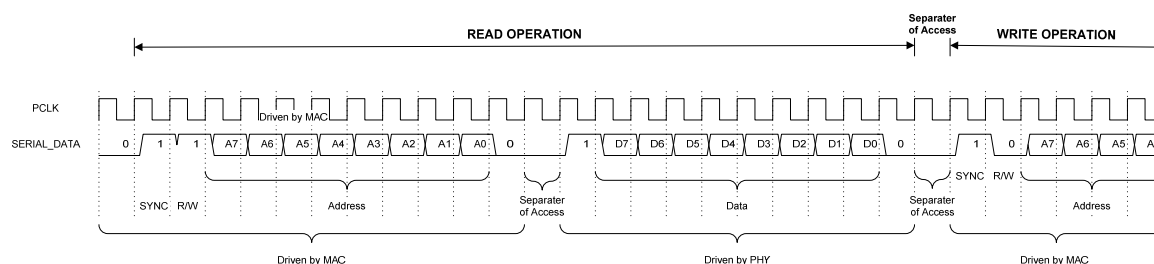 Separater
of Access
READ OPERATION
WRITE OPERATION
PCLK
Driven by MAC
SERIAL_DATA
0 1 1 A7 A6 A5 A4 A3 A2 A1 A0 0 1 D7 D6 D5 D4 D3 D2 D1 D0 0 1 0 A7 A6 A5 A
SYNC R/W
SYNC R/W Address Separater
of Access Data Separater
of Access Address
Driven by MAC Driven by PHY Driven by MAC